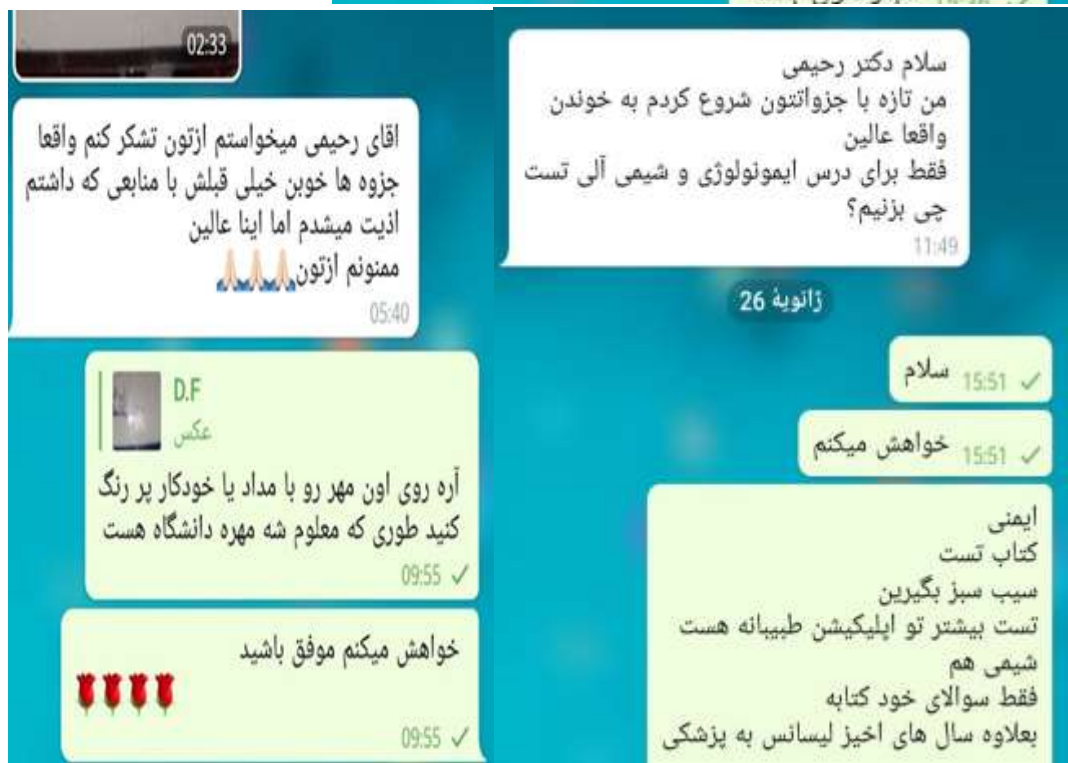 02:33
اقای رحیمی میخواستم ازتون تشکر کنم واقعا
جزوه ها خوبن خیلی قبلش با منابعی که داشتم
اذیت میشدم اما اینا عالین
ممنونم ازتون🙏🏻🙏🏻🙏🏻
05:40
D.F
عکس
آره روی اون مهر رو با مداد یا خودکار پر رنگ
کنید طوری که معلوم شه مهره دانشگاه هست
09:55
خواهش میکنم موفق باشید
🌹🌹🌹🌹
09:55
سلام دکتر رحیمی
من تازه با جزواتتون شروع کردم به خوندن
واقعا عالین
فقط برای درس ایمونولوژی و شیمی آلی تست
چی بزنیم؟
11:49
ژانویهٔ 26
سلام
15:51
خواهش میکنم
15:51
ایمنی
کتاب تست
سیب سبز بگیرین
تست بیشتر تو اپلیکیشن طبیبانه هست
شیمی هم
فقط سوالای خود کتابه
بعلاوه سال های اخیز لیسانس به پزشکی